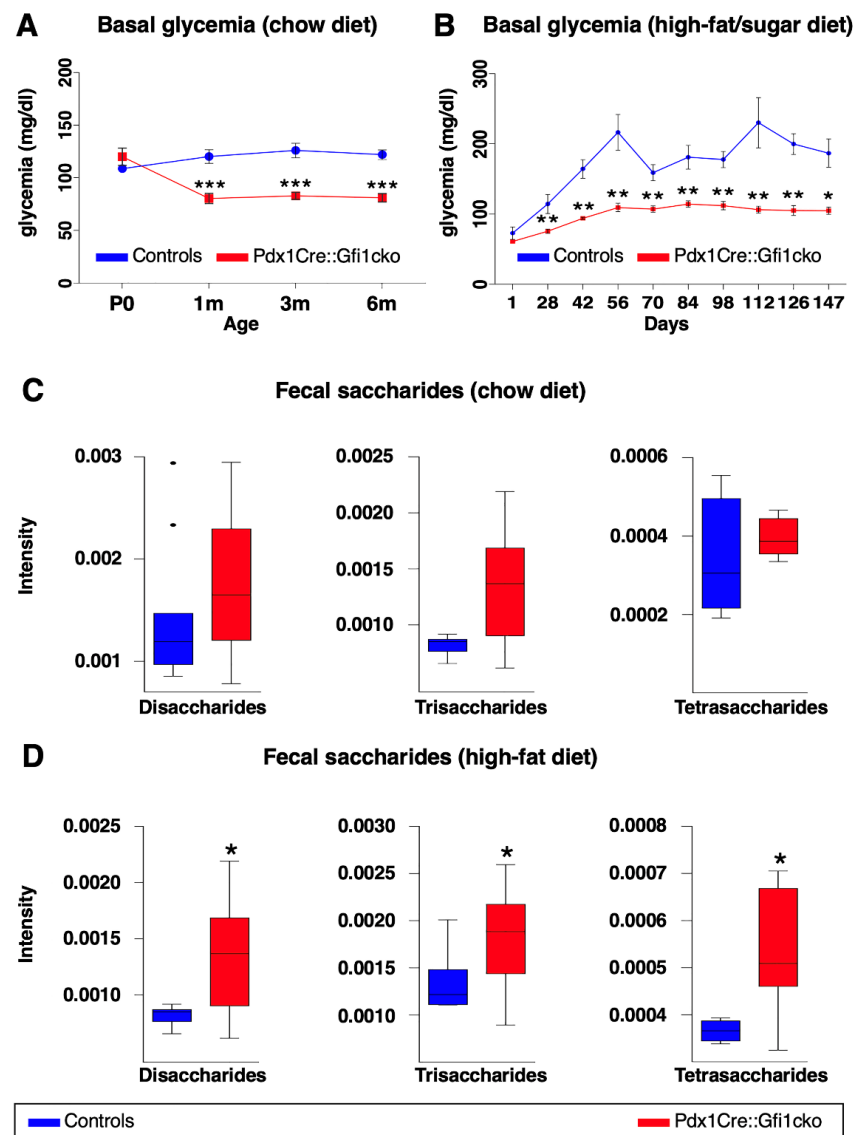 A Basal glycemia (chow diet)
B Basal glycemia (high-fat/sugar diet)
glycemia (mg/dl)
200
150
100
50
0
*** *** ***
Controls Pdx1Cre::Gfi1cko
P0 1m 3m 6m
Age
glycemia (mg/dl)
300
200
100
0
** ** ** ** ** ** ** ** *
Controls Pdx1Cre::Gfi1cko
1 28 42 56 70 84 98 112 126 147
Days
C Fecal saccharides (chow diet)
Intensity
0.003
0.002
0.001
Disaccharides
0.0025
0.0020
0.0015
0.0010
Trisaccharides
0.0006
0.0004
0.0002
Tetrasaccharides
D Fecal saccharides (high-fat diet)
Intensity
0.0025
0.0020
0.0015
0.0010
*
Disaccharides
0.0030
0.0025
0.0020
0.0015
0.0010
*
Trisaccharides
0.0008
0.0007
0.0006
0.0005
0.0004
*
Tetrasaccharides
Controls Pdx1Cre::Gfi1cko